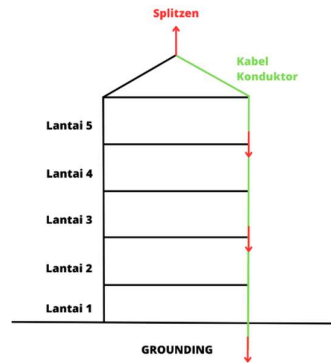 Splitzen
Kabel
Konduktor
Lantai 5
Lantai 4
Lantai 3
Lantai 2
Lantai 1
GROUNDING